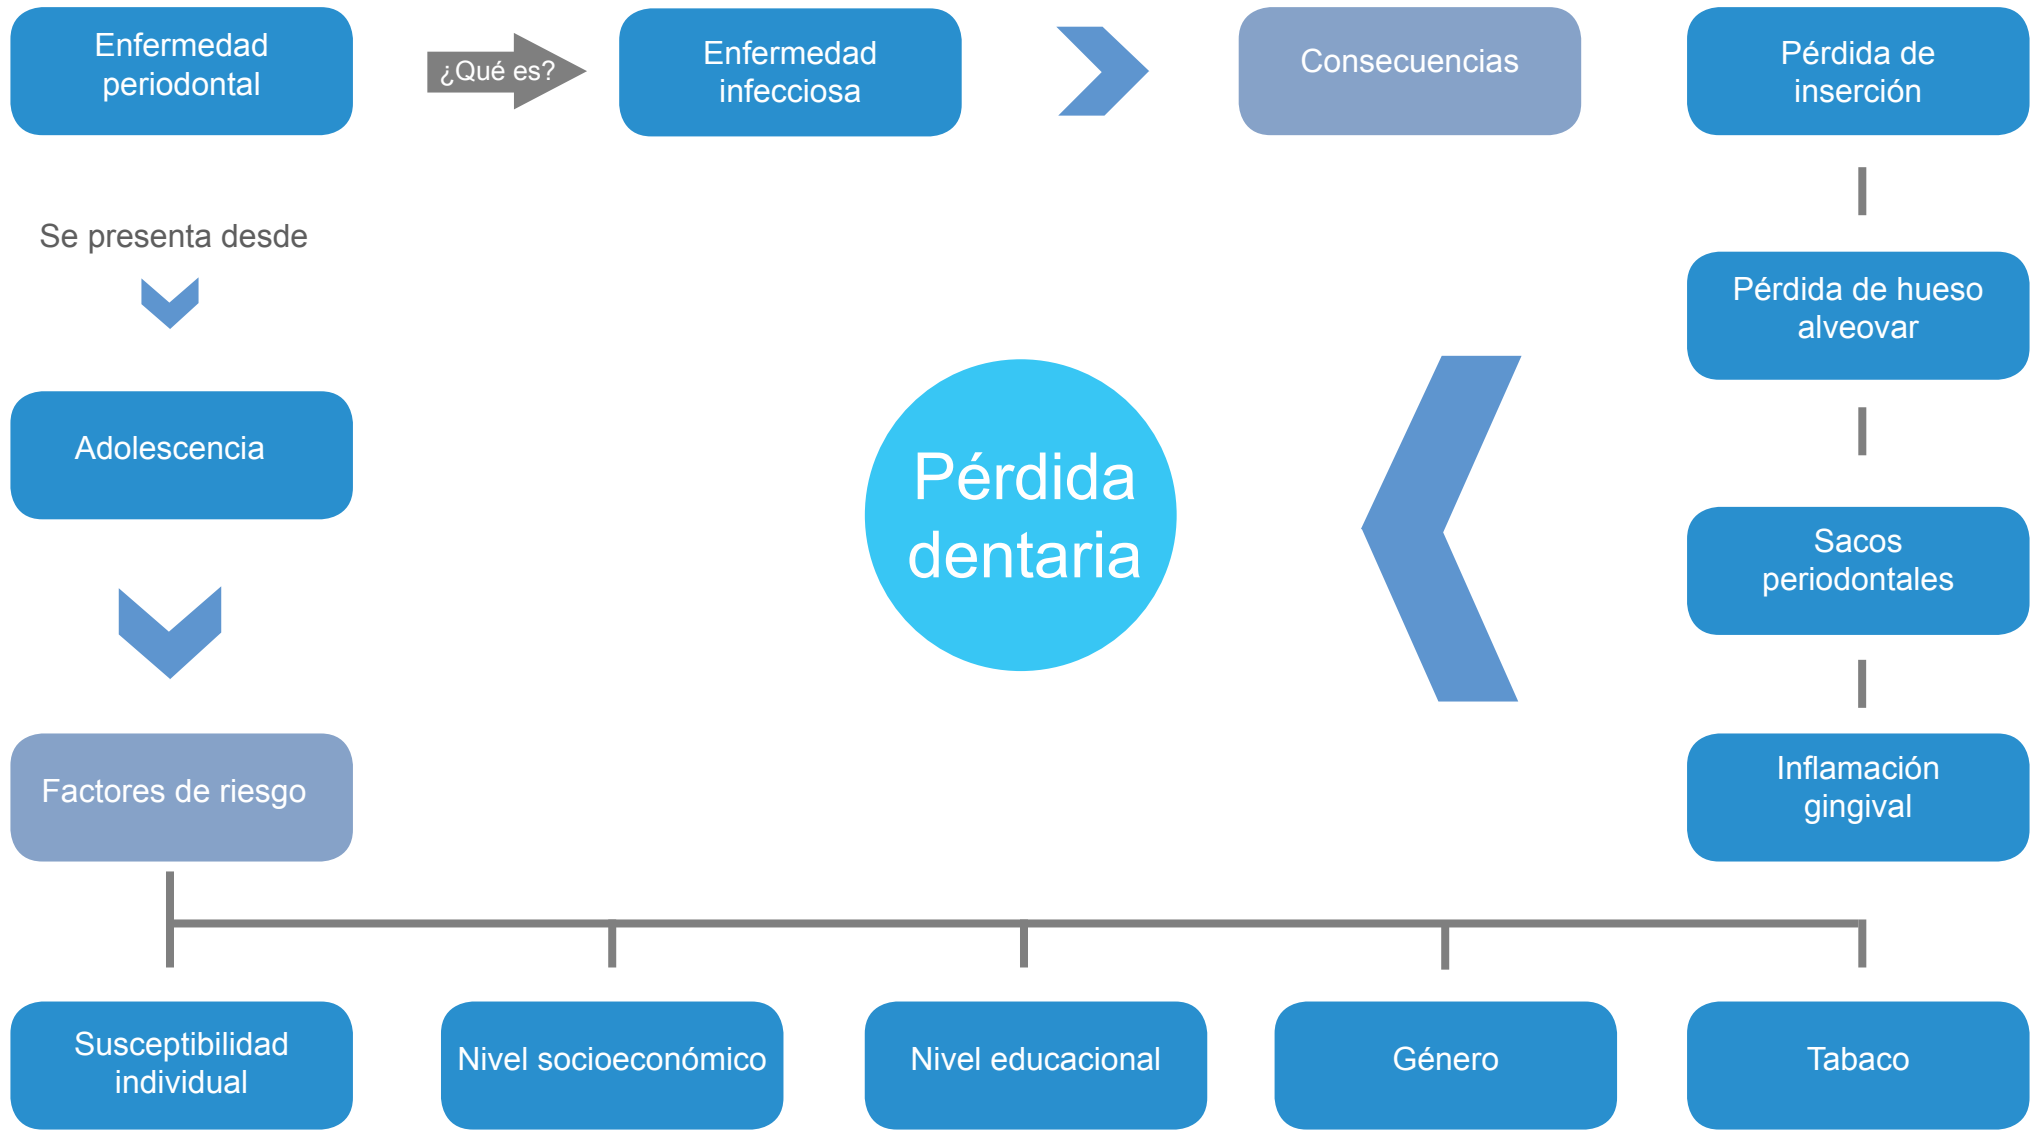 Enfermedad
periodontal
¿Qué es?
Enfermedad
infecciosa
Consecuencias
Pérdida de
inserción
Se presenta desde
Pérdida de hueso
alveovar
Adolescencia
Pérdida
dentaria
Sacos
periodontales
Factores de riesgo
Inflamación
gingival
Susceptibilidad
individual
Nivel socioeconómico
Nivel educacional
Género
Tabaco